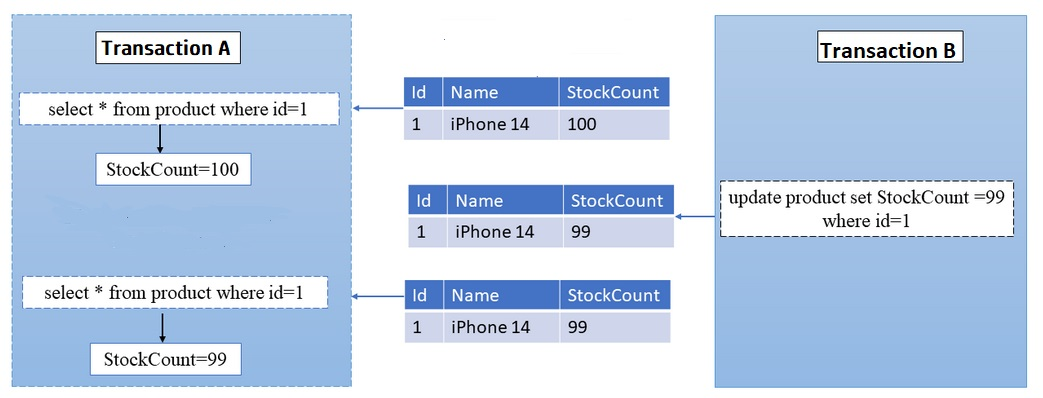 Transaction A
Transaction B
select * from product where id=1
Id Name StockCount
1 iPhone 14 100
StockCount=100
update product set StockCount =99
where id=1
Id Name StockCount
1 iPhone 14 99
select * from product where id=1
Id Name StockCount
1 iPhone 14 99
StockCount=99